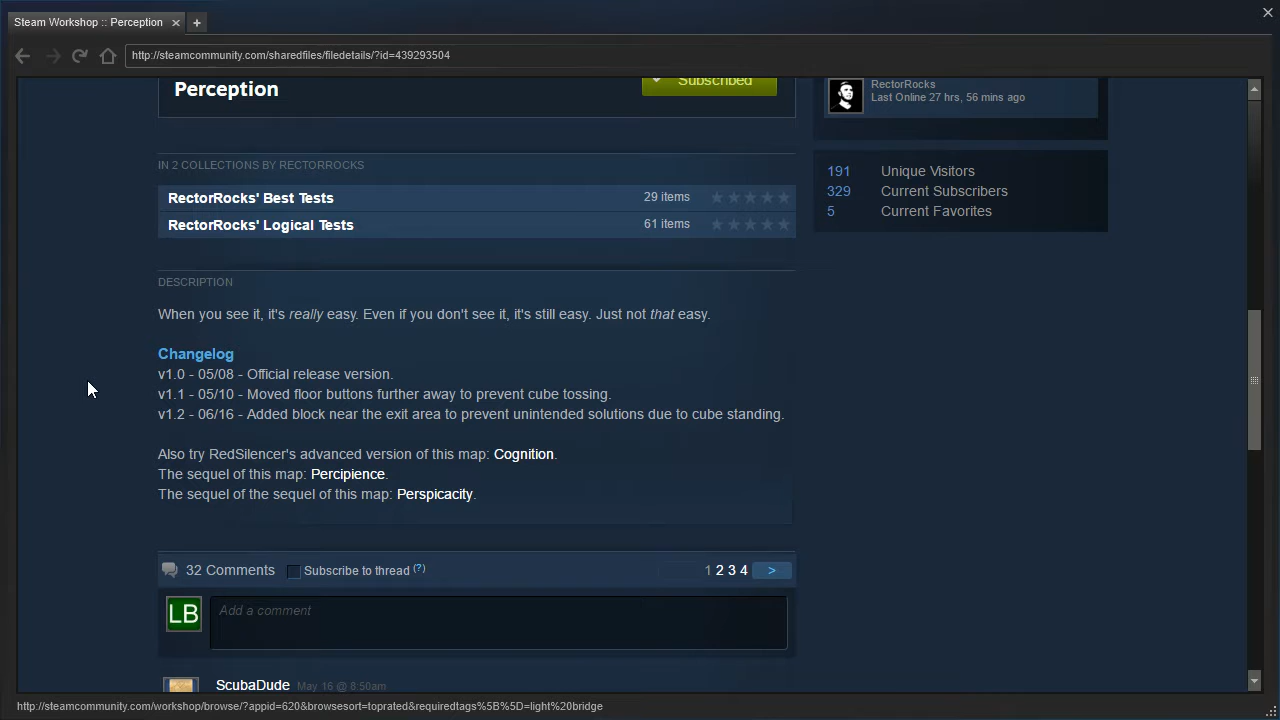 Steam Workshop :: Perception
http://steamcommunity.com/sharedfiles/filedetails/?id=439293504
Perception
Subscribed
RectorRocks
Last Online 27 hrs, 56 mins ago
IN 2 COLLECTIONS BY RECTORROCKS
RectorRocks' Best Tests 29 items
RectorRocks' Logical Tests 61 items
191 Unique Visitors
329 Current Subscribers
5 Current Favorites
DESCRIPTION
When you see it, it's really easy. Even if you don't see it, it's still easy. Just not that easy.
Changelog
v1.0 - 05/08 - Official release version.
v1.1 - 05/10 - Moved floor buttons further away to prevent cube tossing.
v1.2 - 06/16 - Added block near the exit area to prevent unintended solutions due to cube standing.
Also try RedSilencer's advanced version of this map: Cognition.
The sequel of this map: Percipience.
The sequel of the sequel of this map: Perspicacity.
32 Comments Subscribe to thread (?) 1 2 3 4 >
LB
Add a comment
ScubaDude May 16 @ 8:50am
http://steamcommunity.com/workshop/browse/?appid=620&browsesort=toprated&requiredtags%5B%5D=light%20bridge